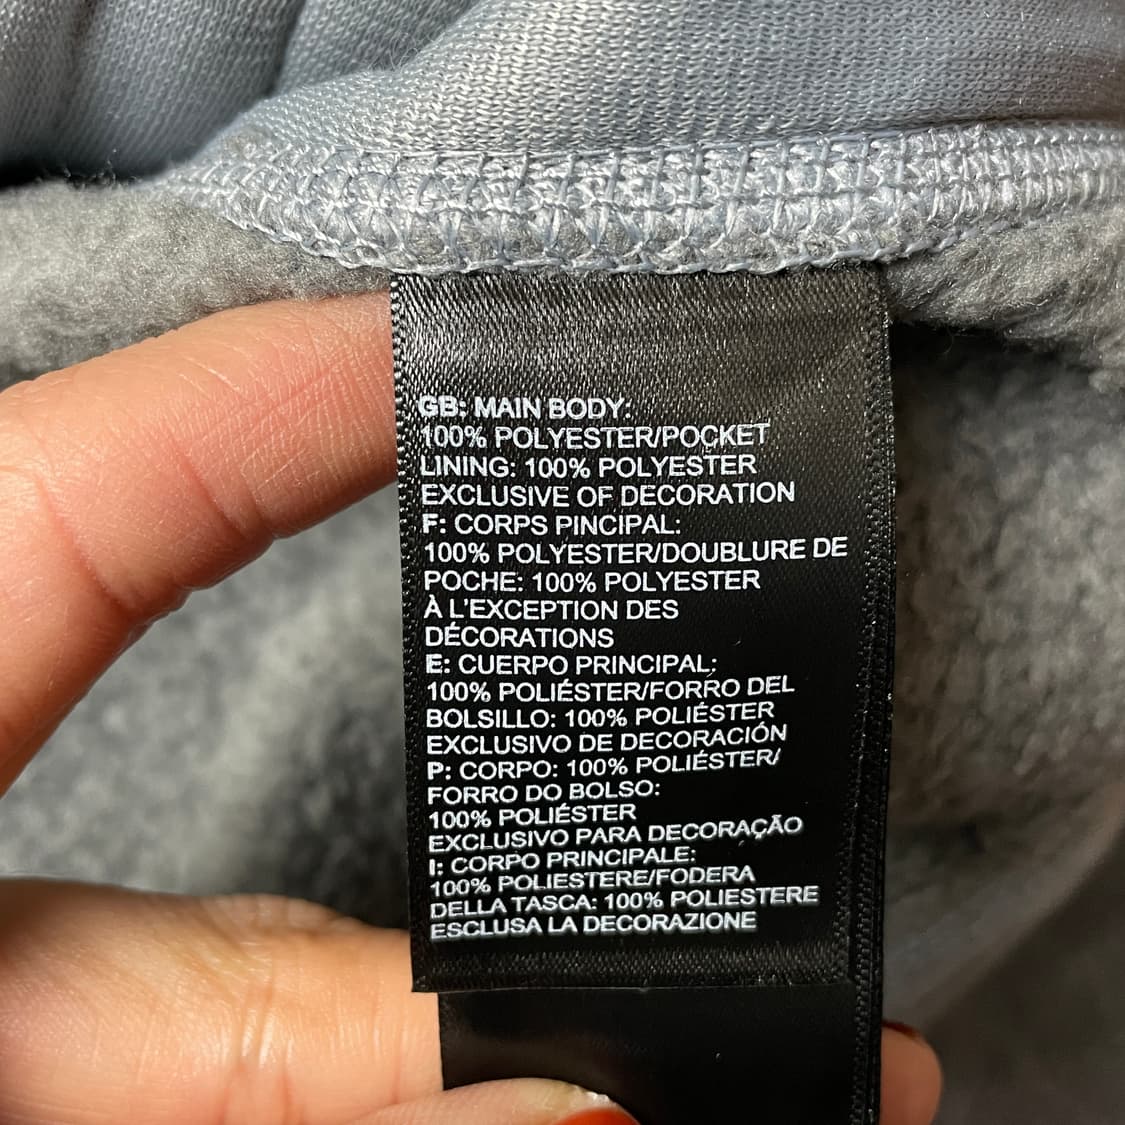 GB: MAIN BODY:
100% POLYESTER/POCKET
LINING: 100% POLYESTER
EXCLUSIVE OF DECORATION
F: CORPS PINCIPAL:
100% POLYESTER/DOUBLURE DE
POCHE: 100% POLYESTER
À L'EXCEPTION DES
DÉCORATIONS
E: CUERPO PRINCIPAL:
100% POLIÉSTER/FORRO DEL
BOLSILLO: 100% POLIÉSTER
EXCLUSIVO DE DECORACIÓN
P: CORPO: 100% POLIÉSTER/
FORRO DO BOLSO:
100% POLIÉSTER
EXCLUSIVO PARA DECORAÇÃO
I: CORPO PRINCIPALE:
100% POLIESTERE/FODERA
DELLA TASCA: 100% POLIESTERE
ESCLUSA LA DECORAZIONE